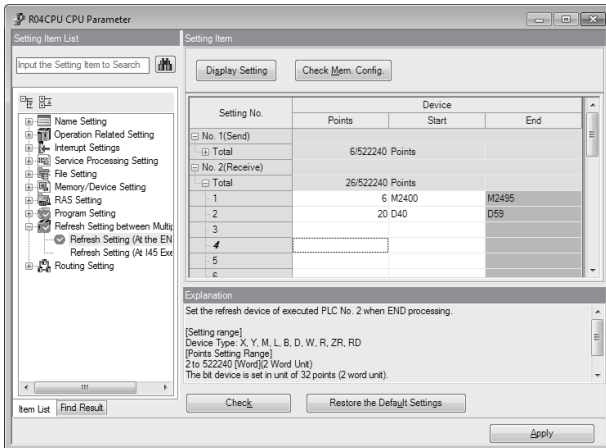 R04CPU CPU Parameter
Setting Item List
Setting Item
Input the Setting Item to Search
Display Setting
Check Mem. Config.
Name Setting
Operation Related Setting
Interrupt Settings
Service Processing Setting
File Setting
Memory/Device Setting
RAS Setting
Program Setting
Refresh Setting between Multip
Refresh Setting (At the EN
Refresh Setting (At I45 Exe
Routing Setting
Item List
Find Result
Setting No.
Device
Points
Start
End
No. 1(Send)
Total
6/522240 Points
No. 2(Receive)
Total
26/522240 Points
1 6 M2400 M2495
2 20 D40 D59
3
4
5
6
Explanation
Set the refresh device of executed PLC No. 2 when END processing.
[Setting range]
Device Type: X, Y, M, L, B, D, W, R, ZR, RD
[Points Setting Range]
2 to 522240 [Word](2 Word Unit)
The bit device is set in unit of 32 points (2 word unit).
Check
Restore the Default Settings
Apply